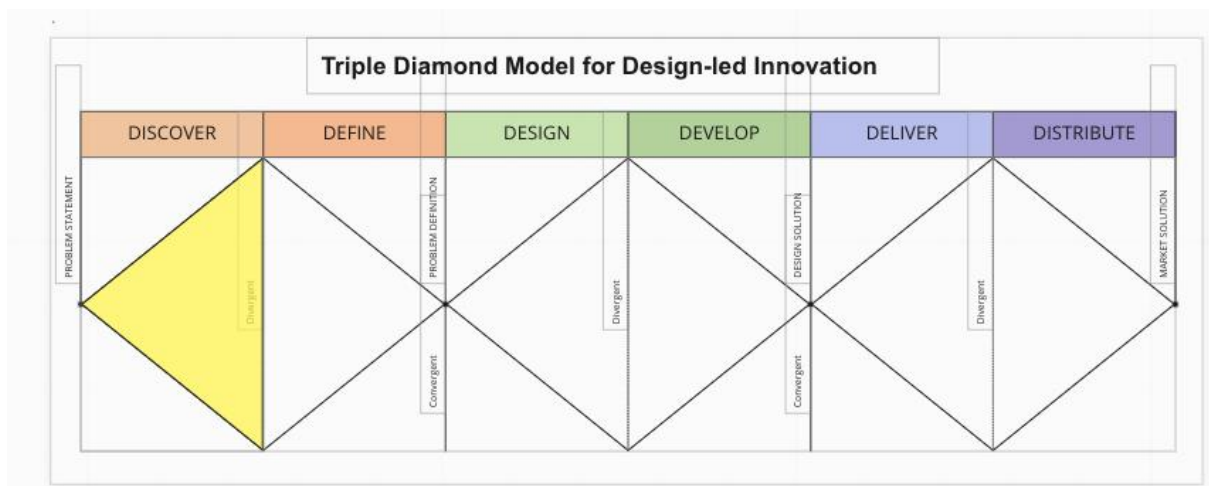 Triple Diamond Model for Design-led Innovation
DISCOVER
DEFINE
DESIGN
DEVELOP
DELIVER
DISTRIBUTE
PROBLEM STATEMENT
Divergent
PROBLEM DEFINITION
Convergent
Divergent
DESIGN SOLUTION
Convergent
Divergent
MARKET SOLUTION